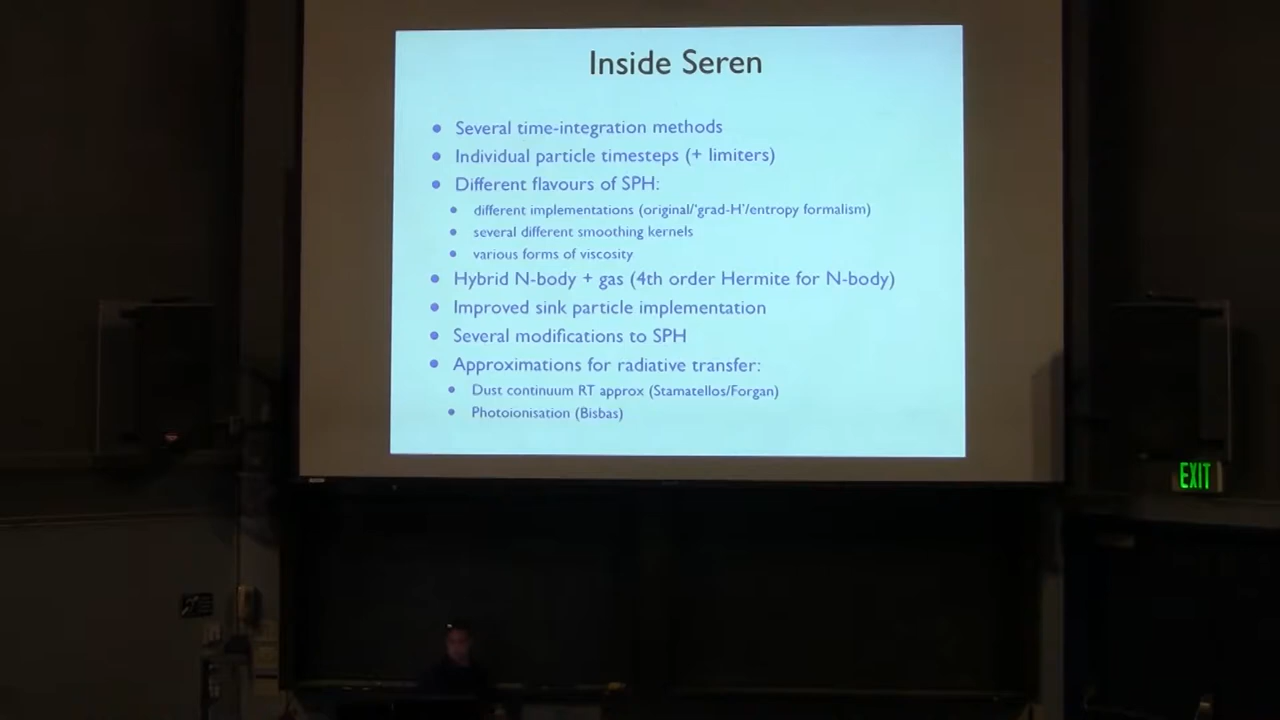 Inside Seren
• Several time-integration methods
• Individual particle timesteps (+ limiters)
• Different flavours of SPH:
• different implementations (original/'grad-H'/entropy formalism)
• several different smoothing kernels
• various forms of viscosity
• Hybrid N-body + gas (4th order Hermite for N-body)
• Improved sink particle implementation
• Several modifications to SPH
• Approximations for radiative transfer:
• Dust continuum RT approx (Stamatellos/Forgan)
• Photoionisation (Bisbas)
EXIT